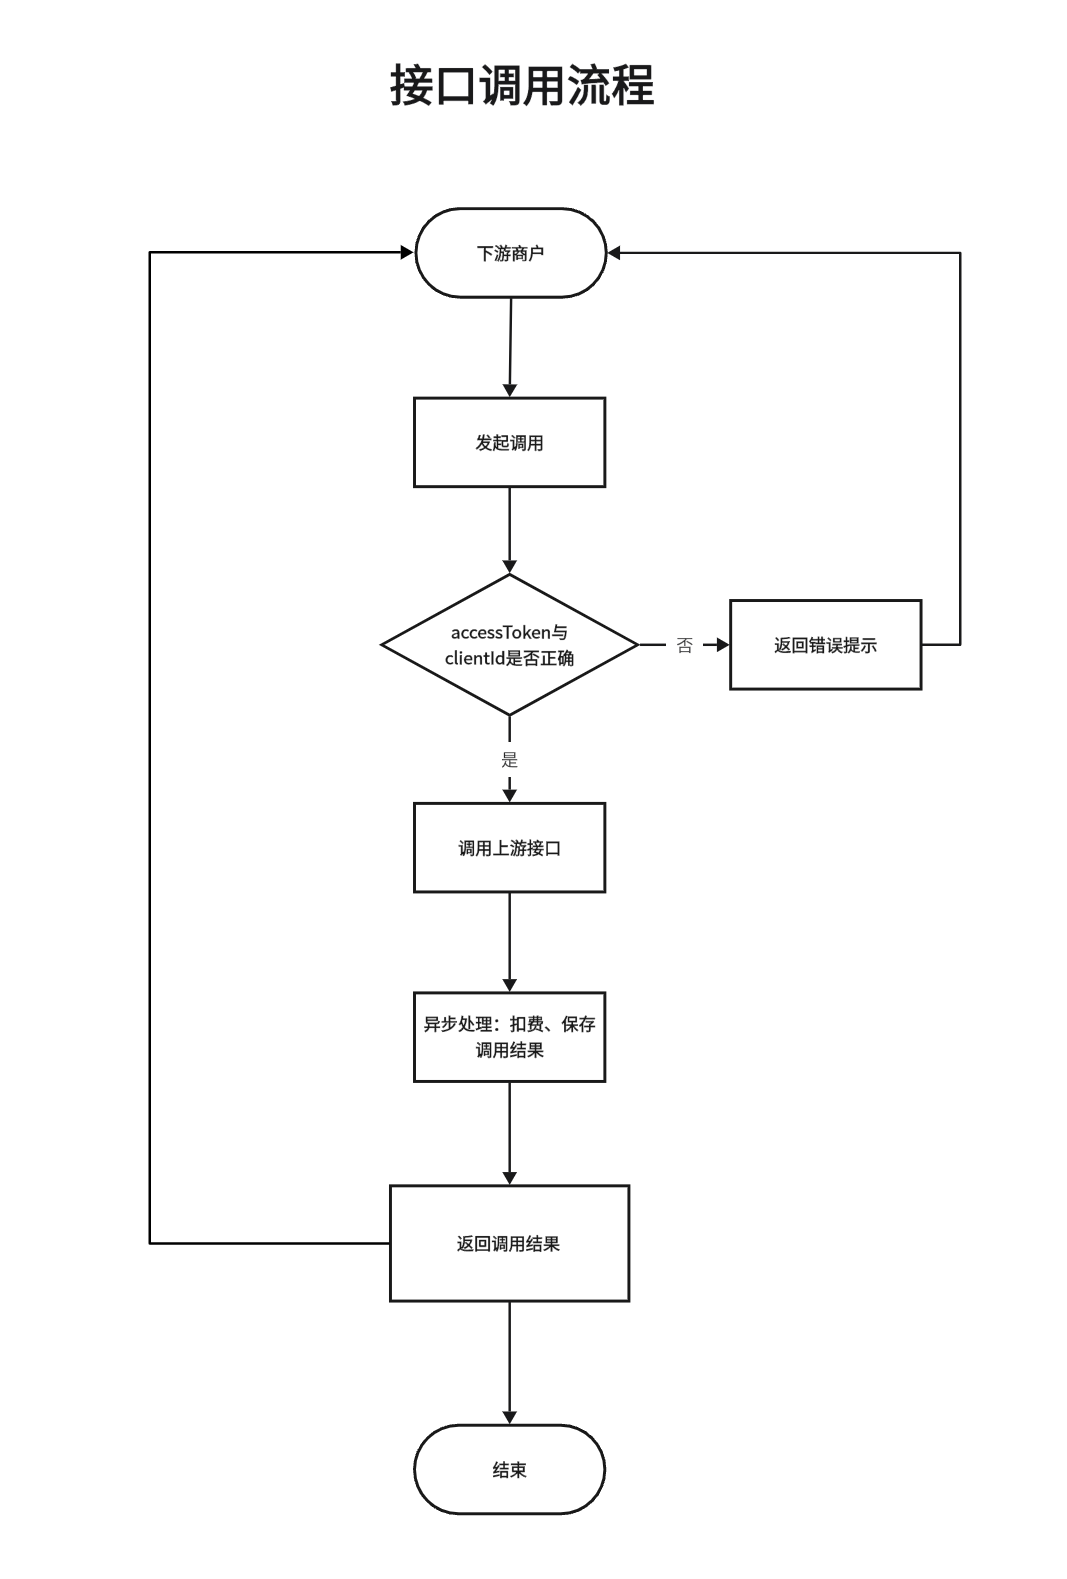 接口调用流程
下游商户
发起调用
accessToken与
clientId是否正确
否
返回错误提示
是
调用上游接口
异步处理：扣费、保存
调用结果
返回调用结果
结束